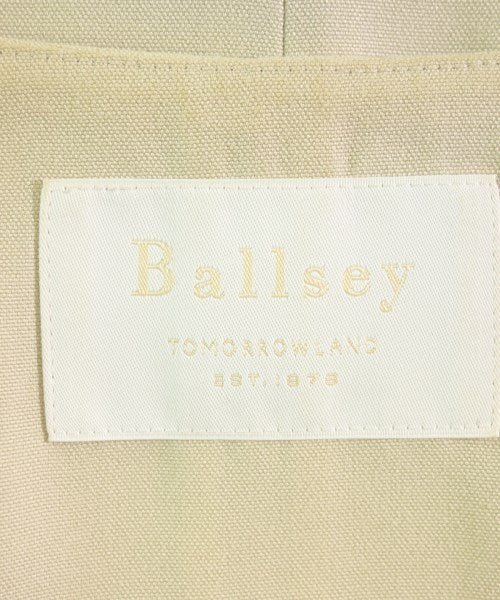 Ballsey
TOMORROWLAND
EST. 1978